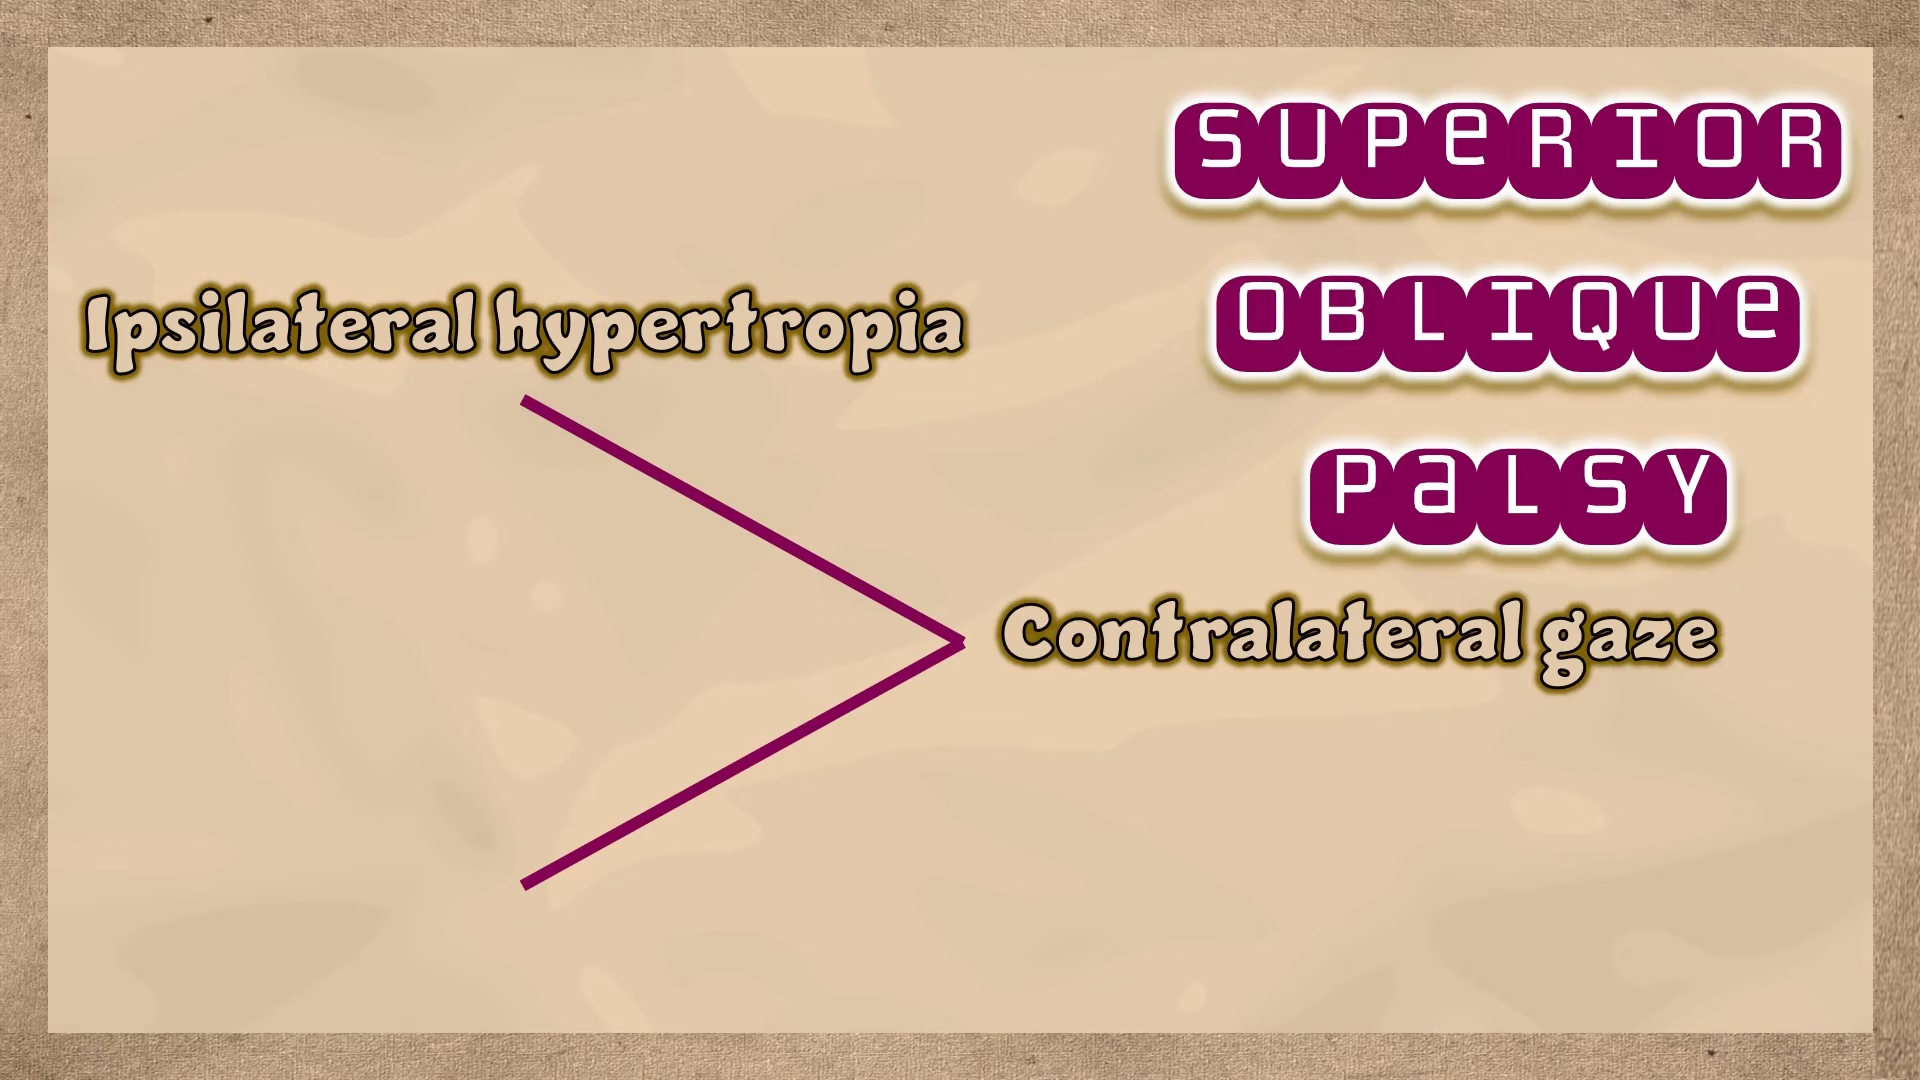 SUPERIOR
OBLIQUE
PALSY
Ipsilateral hypertropia
Contralateral gaze